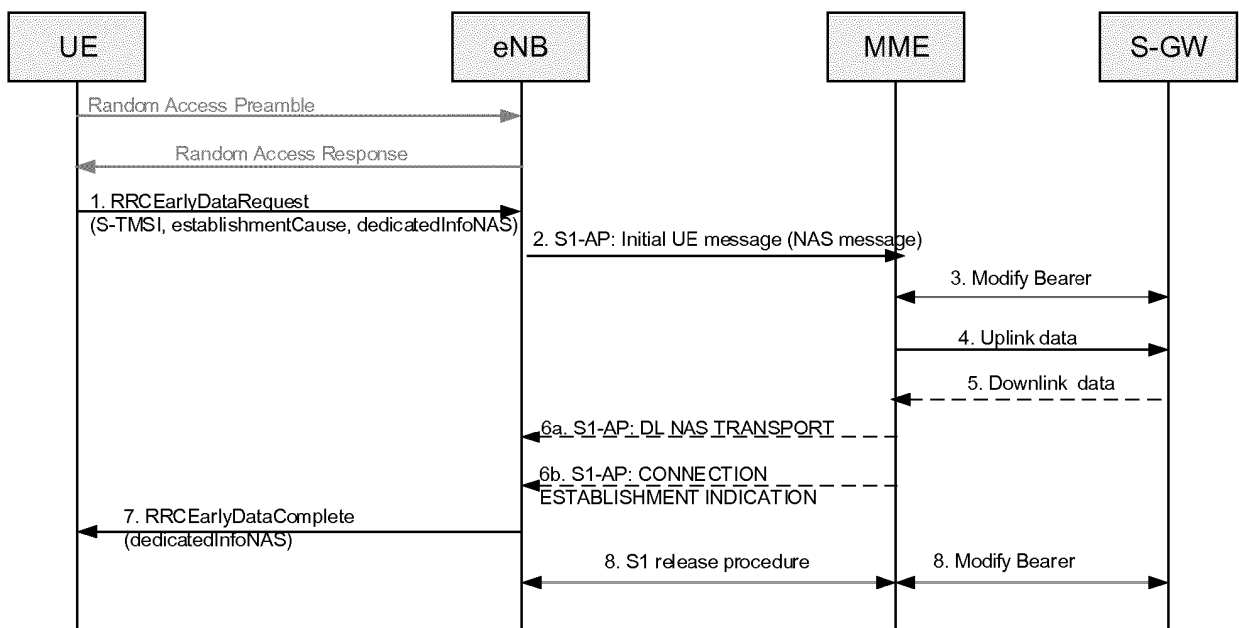 UE
eNB
MME
S-GW
Random Access Preamble
Random Access Response
1. RRCEarlyDataRequest
(S-TMSI, establishmentCause, dedicatedInfoNAS)
2. S1-AP: Initial UE message (NAS message)
3. Modify Bearer
4. Uplink data
5. Downlink data
6a. S1-AP: DL NAS TRANSPORT
6b. S1-AP: CONNECTION
ESTABLISHMENT INDICATION
7. RRCEarlyDataComplete
(dedicatedInfoNAS)
8. S1 release procedure
8. Modify Bearer